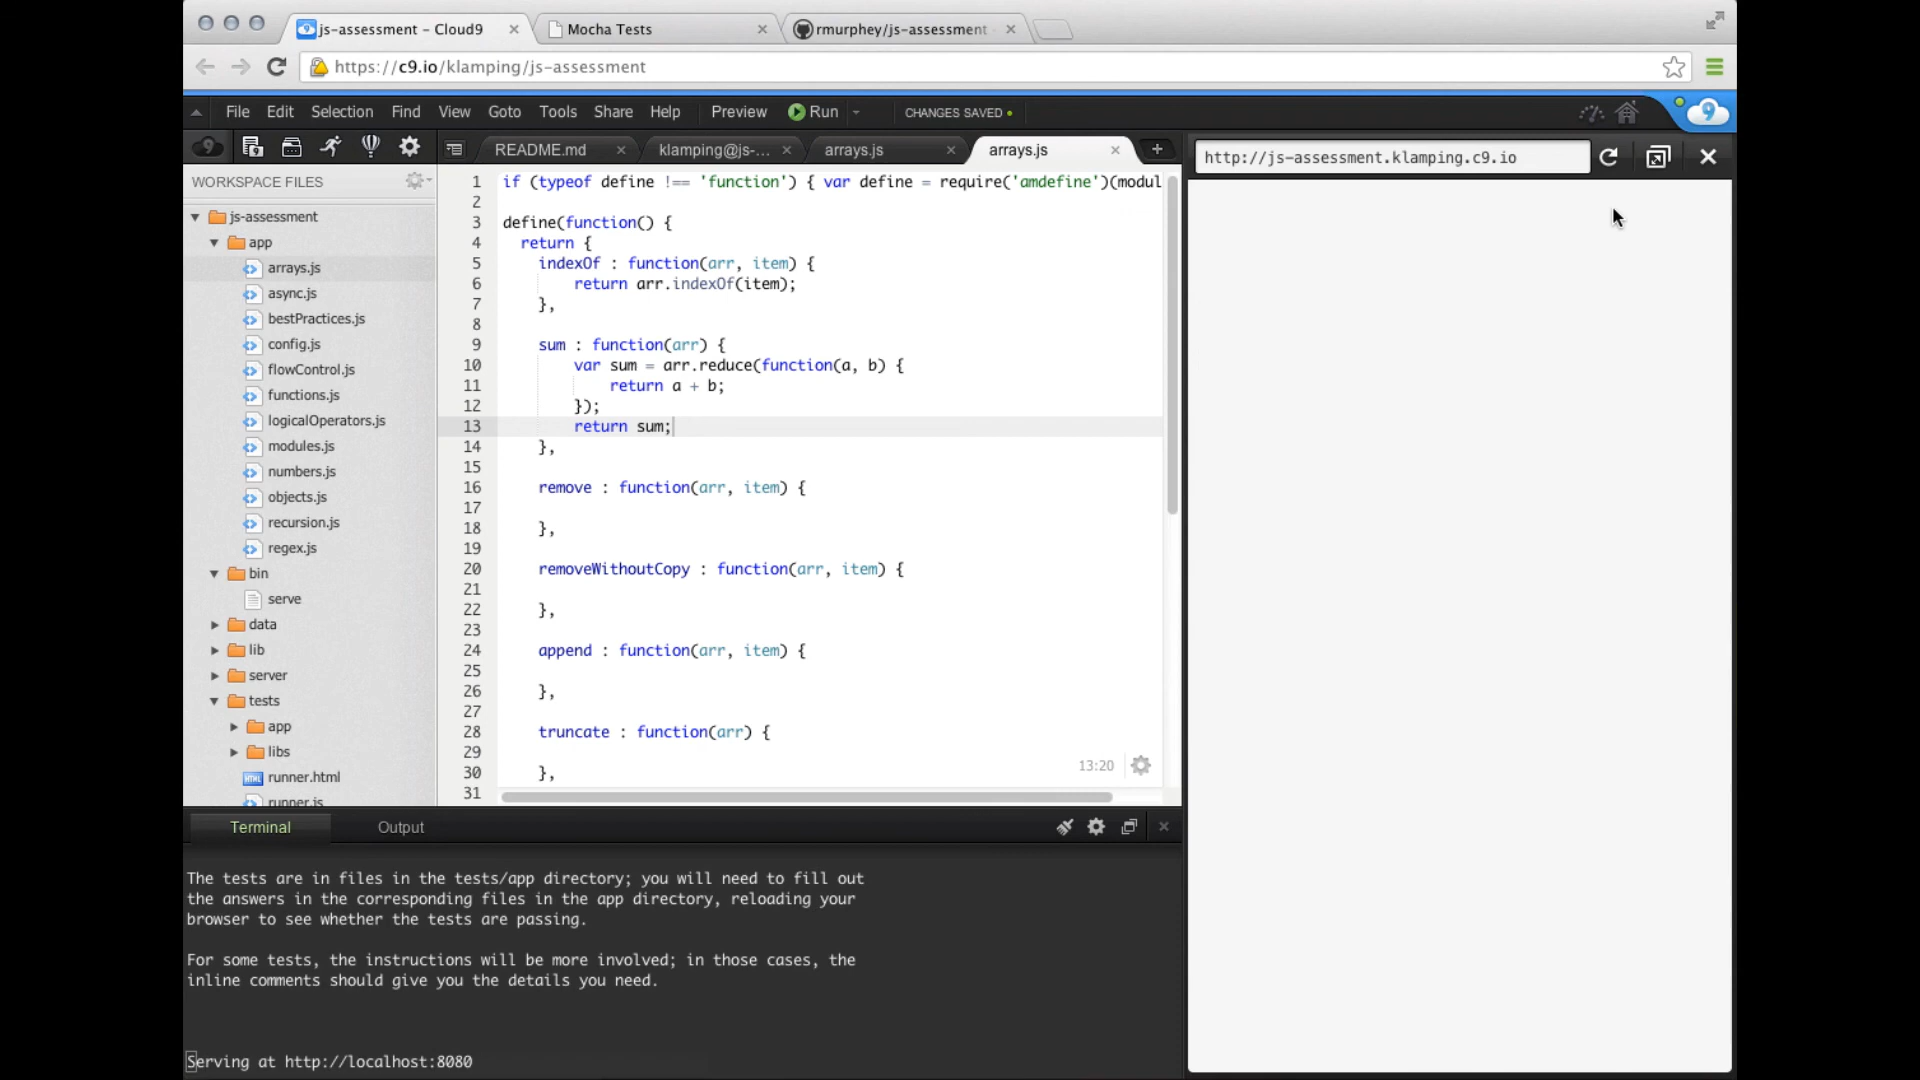 js-assessment - Cloud9
Mocha Tests
rmurphey/js-assessment
https://c9.io/klamping/js-assessment
File Edit Selection Find View Goto Tools Share Help Preview Run CHANGES SAVED
README.md
klamping@js-...
arrays.js
arrays.js
http://js-assessment.klamping.c9.io
WORKSPACE FILES
js-assessment
app
arrays.js
async.js
bestPractices.js
config.js
flowControl.js
functions.js
logicalOperators.js
modules.js
numbers.js
objects.js
recursion.js
regex.js
bin
serve
data
lib
server
tests
app
libs
runner.html
runner.js
1 if (typeof define !== 'function') { var define = require('amdefine')(modul
2
3 define(function() {
4 return {
5 indexOf : function(arr, item) {
6 return arr.indexOf(item);
7 },
8
9 sum : function(arr) {
10 var sum = arr.reduce(function(a, b) {
11 return a + b;
12 });
13 return sum;
14 },
15
16 remove : function(arr, item) {
17
18 },
19
20 removeWithoutCopy : function(arr, item) {
21
22 },
23
24 append : function(arr, item) {
25
26 },
27
28 truncate : function(arr) {
29
30 },
31
13:20
Terminal
Output
The tests are in files in the tests/app directory; you will need to fill out
the answers in the corresponding files in the app directory, reloading your
browser to see whether the tests are passing.
For some tests, the instructions will be more involved; in those cases, the
inline comments should give you the details you need.
Serving at http://localhost:8080